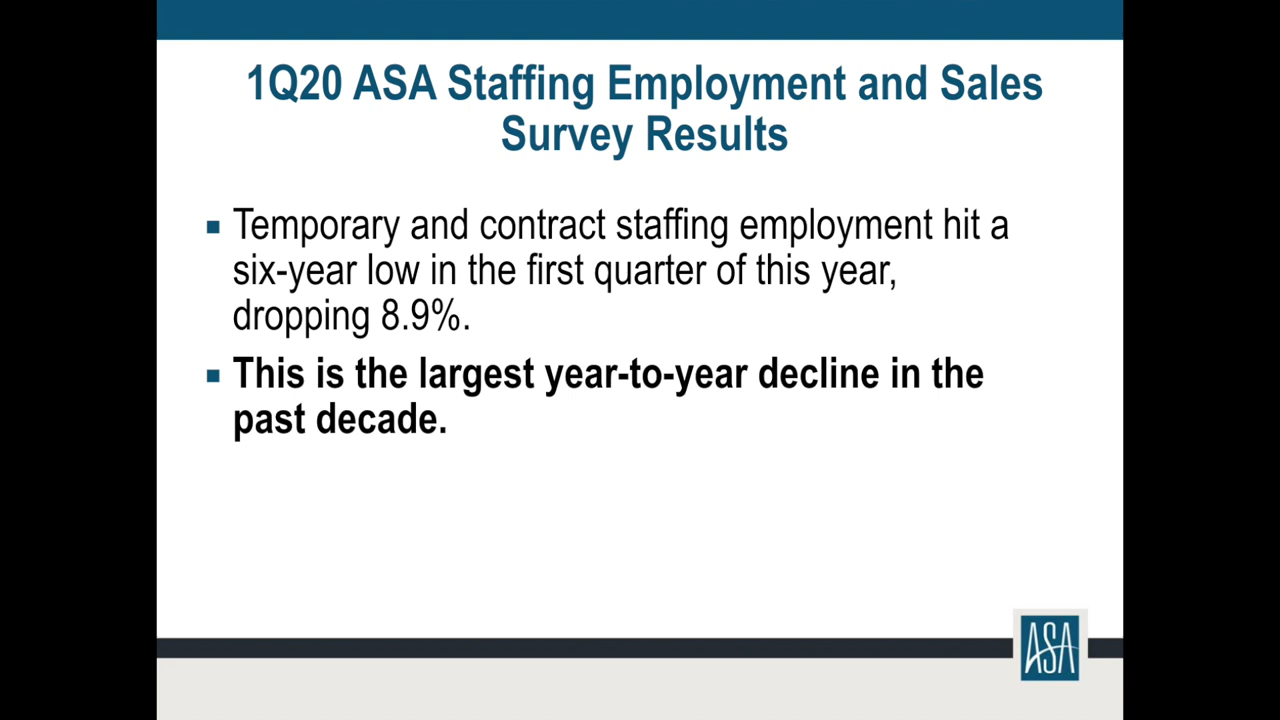 1Q20 ASA Staffing Employment and Sales
Survey Results
▪ Temporary and contract staffing employment hit a
six-year low in the first quarter of this year,
dropping 8.9%.
▪ This is the largest year-to-year decline in the
past decade.
ASA